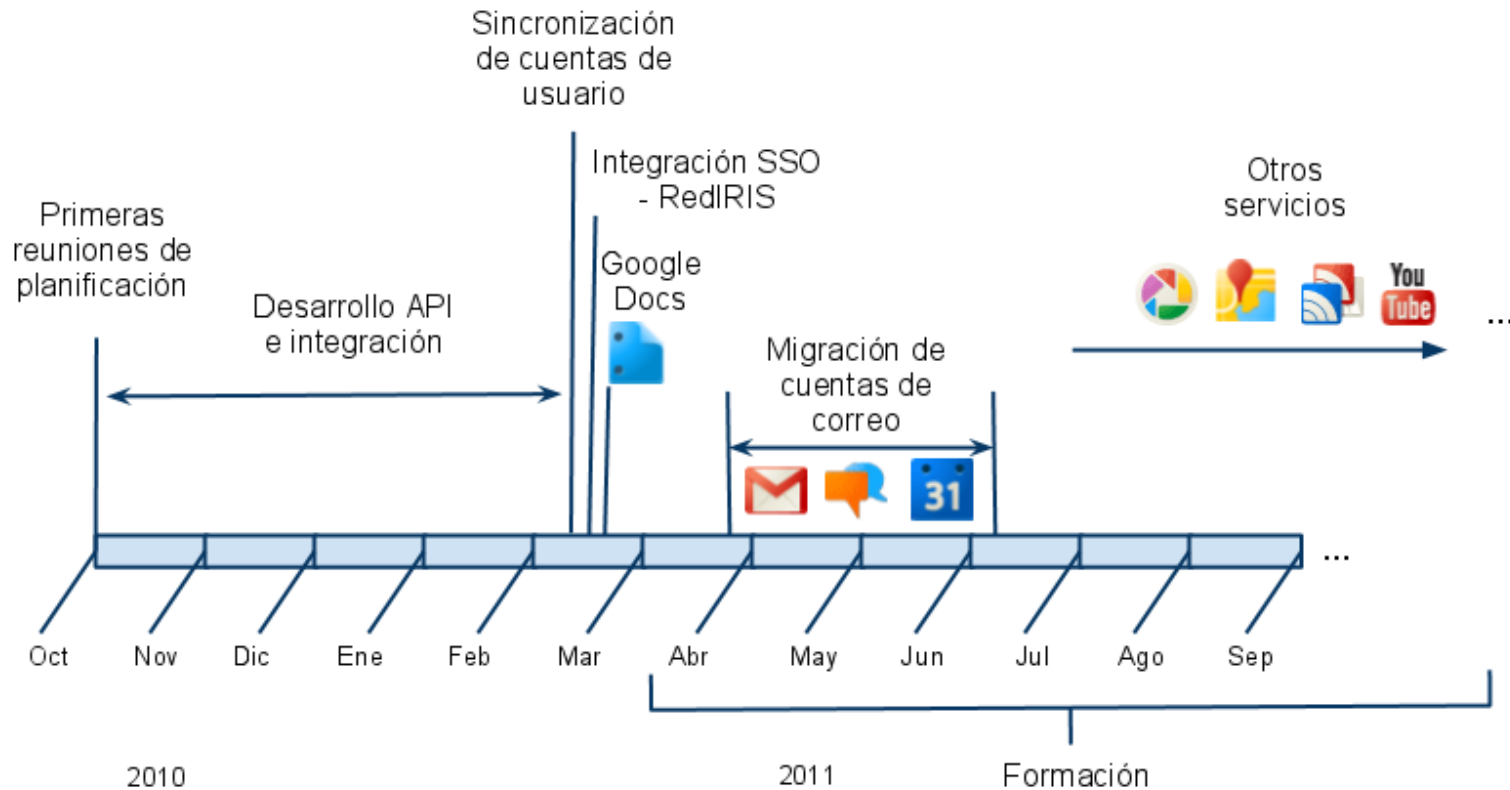 Sincronización
de cuentas de
usuario
Integración SSO
- RedIRIS
Otros
servicios
Primeras
reuniones de
planificación
Google
Docs
Desarrollo API
e integración
You
Tube
...
Migración de
cuentas de
correo
31
...
Oct
Nov
Dic
Ene
Feb
Mar
Abr
May
Jun
Jul
Ago
Sep
2010
2011
Formación